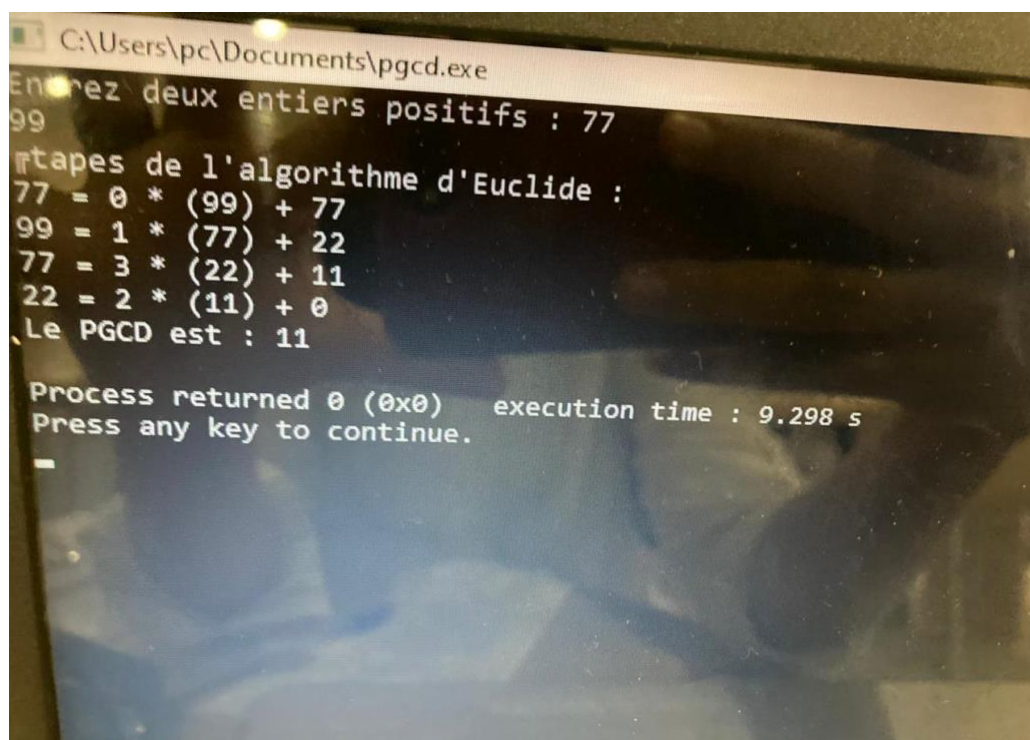 C:\Users\pc\Documents\pgcd.exe
Entrez deux entiers positifs : 77
99
╔tapes de l'algorithme d'Euclide :
77 = 0 * (99) + 77
99 = 1 * (77) + 22
77 = 3 * (22) + 11
22 = 2 * (11) + 0
Le PGCD est : 11
Process returned 0 (0x0)   execution time : 9.298 s
Press any key to continue.